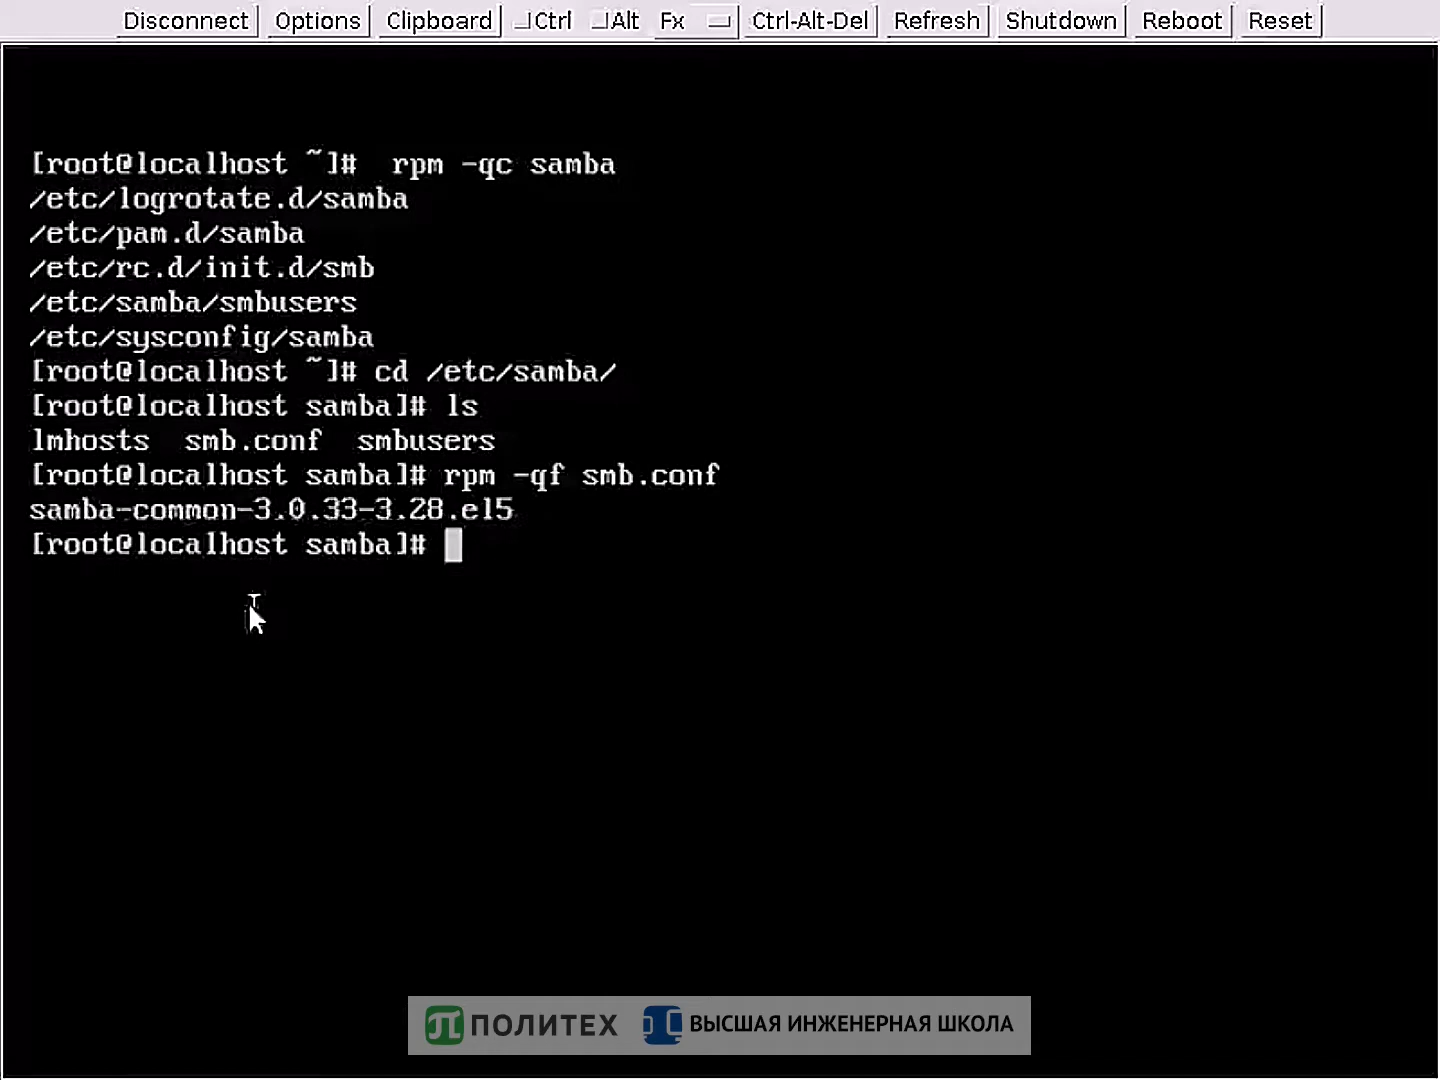 Disconnect Options Clipboard Ctrl Alt Fx Ctrl-Alt-Del Refresh Shutdown Reboot Reset
[root@localhost ~]#  rpm -qc samba
/etc/logrotate.d/samba
/etc/pam.d/samba
/etc/rc.d/init.d/smb
/etc/samba/smbusers
/etc/sysconfig/samba
[root@localhost ~]# cd /etc/samba/
[root@localhost samba]# ls
lmhosts  smb.conf  smbusers
[root@localhost samba]# rpm -qf smb.conf
samba-common-3.0.33-3.28.el5
[root@localhost samba]#
ПОЛИТЕХ ВЫСШАЯ ИНЖЕНЕРНАЯ ШКОЛА